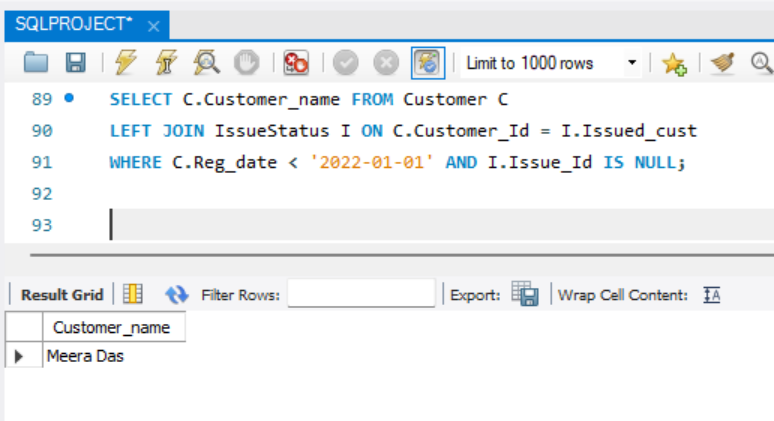 SQLPROJECT*
Limit to 1000 rows
89 SELECT C.Customer_name FROM Customer C
90 LEFT JOIN IssueStatus I ON C.Customer_Id = I.Issued_cust
91 WHERE C.Reg_date < '2022-01-01' AND I.Issue_Id IS NULL;
92
93
Result Grid Filter Rows: Export: Wrap Cell Content: IA
Customer_name
Meera Das